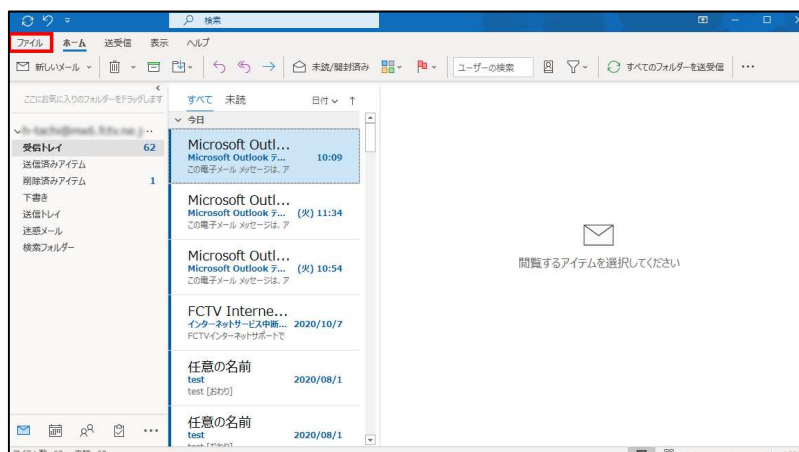 検索
ファイル ホーム 送受信 表示 ヘルプ
新しいメール 未読/開封済み ユーザーの検索 すべてのフォルダーを送受信
ここにお気に入りのフォルダーをドラッグします
すべて 未読 日付
今日
受信トレイ 62
送信済みアイテム
削除済みアイテム 1
下書き
送信トレイ
迷惑メール
検索フォルダー
Microsoft Outl...
Microsoft Outlook テ... 10:09
この電子メール メッセージは、ア
Microsoft Outl...
Microsoft Outlook テ... (火) 11:34
この電子メール メッセージは、ア
Microsoft Outl...
Microsoft Outlook テ... (火) 10:54
この電子メール メッセージは、ア
FCTV Interne...
インターネットサービス中断... 2020/10/7
FCTVインターネットサポートで
任意の名前
test 2020/08/1
test [おわり]
任意の名前
test 2020/08/1
test [おわり]
閲覧するアイテムを選択してください